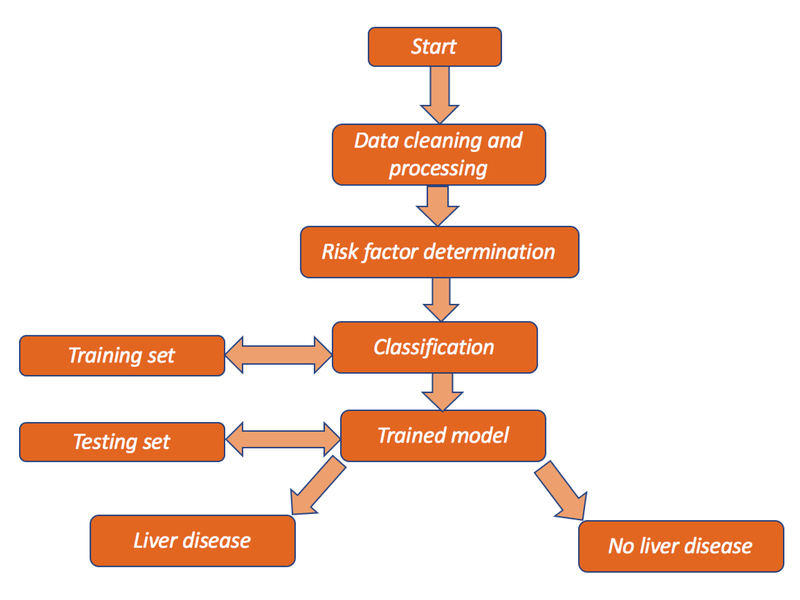 Start
Data cleaning and
processing
Risk factor determination
Training set
Classification
Testing set
Trained model
Liver disease
No liver disease